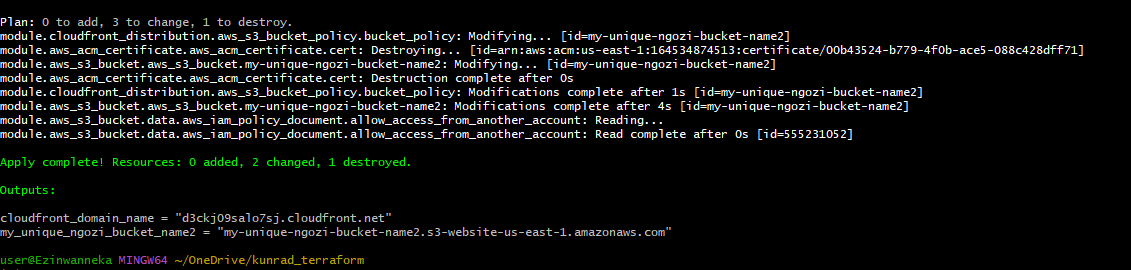 Plan: 0 to add, 3 to change, 1 to destroy.
module.cloudfront_distribution.aws_s3_bucket_policy.bucket_policy: Modifying... [id=my-unique-ngozi-bucket-name2]
module.aws_acm_certificate.aws_acm_certificate.cert: Destroying... [id=arn:aws:acm:us-east-1:164534874513:certificate/00b43524-b779-4f0b-ace5-088c428dff71]
module.aws_s3_bucket.aws_s3_bucket.my-unique-ngozi-bucket-name2: Modifying... [id=my-unique-ngozi-bucket-name2]
module.aws_acm_certificate.aws_acm_certificate.cert: Destruction complete after 0s
module.cloudfront_distribution.aws_s3_bucket_policy.bucket_policy: Modifications complete after 1s [id=my-unique-ngozi-bucket-name2]
module.aws_s3_bucket.aws_s3_bucket.my-unique-ngozi-bucket-name2: Modifications complete after 4s [id=my-unique-ngozi-bucket-name2]
module.aws_s3_bucket.data.aws_iam_policy_document.allow_access_from_another_account: Reading...
module.aws_s3_bucket.data.aws_iam_policy_document.allow_access_from_another_account: Read complete after 0s [id=555231052]
Apply complete! Resources: 0 added, 2 changed, 1 destroyed.
Outputs:
cloudfront_domain_name = "d3ckj09salo7sj.cloudfront.net"
my_unique_ngozi_bucket_name2 = "my-unique-ngozi-bucket-name2.s3-website-us-east-1.amazonaws.com"
user@Ezinwanneka MINGW64 ~/OneDrive/kunrad_terraform